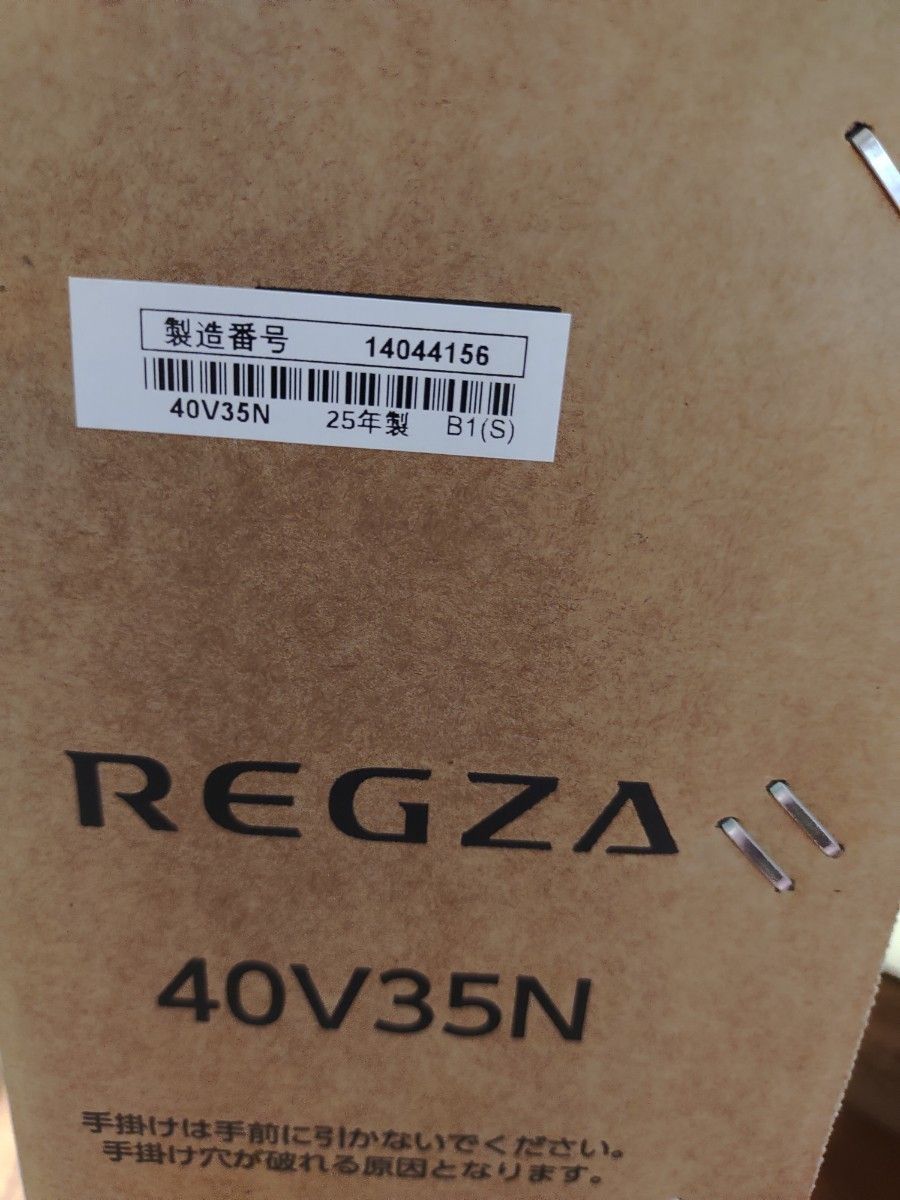 製造番号 14044156
40V35N 25年製 B1(S)
REGZA
40V35N
手掛けは手前に引かないでください。
手掛け穴が破れる原因となります。